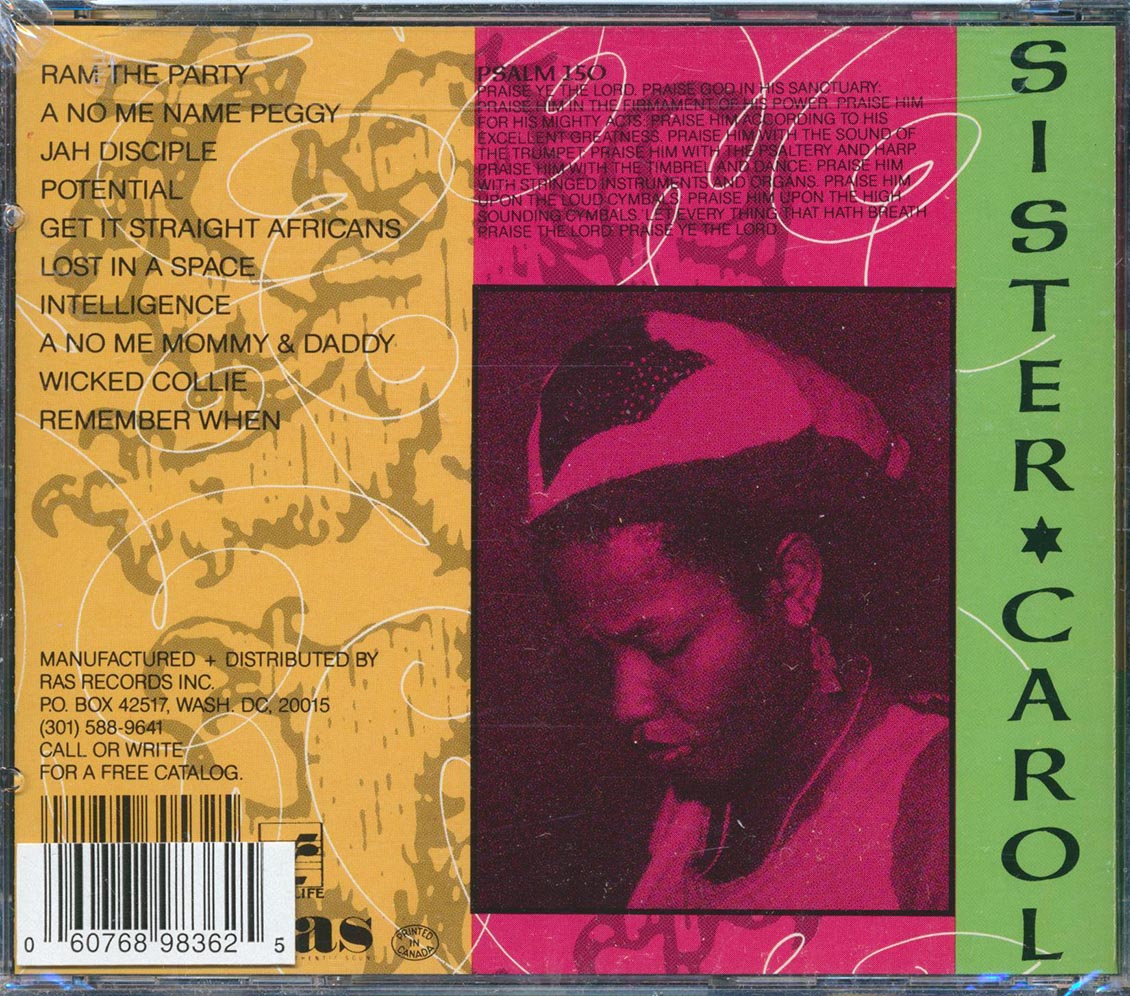 RAM THE PARTY
A NO ME NAME PEGGY
JAH DISCIPLE
POTENTIAL
GET IT STRAIGHT AFRICANS
LOST IN A SPACE
INTELLIGENCE
A NO ME MOMMY & DADDY
WICKED COLLIE
REMEMBER WHEN
MANUFACTURED + DISTRIBUTED BY
RAS RECORDS INC.
P.O. BOX 42517, WASH. DC, 20015
(301) 588-9641
CALL OR WRITE
FOR A FREE CATALOG.
0 60768 98362 5
LIFE
as
PRINTED
IN
CANADA
PSALM 150
PRAISE YE THE LORD. PRAISE GOD IN HIS SANCTUARY:
PRAISE HIM IN THE FIRMAMENT OF HIS POWER. PRAISE HIM
FOR HIS MIGHTY ACTS. PRAISE HIM ACCORDING TO HIS
EXCELLENT GREATNESS. PRAISE HIM WITH THE SOUND OF
THE TRUMPET. PRAISE HIM WITH THE PSALTERY AND HARP.
PRAISE HIM WITH THE TIMBREL AND DANCE: PRAISE HIM
WITH STRINGED INSTRUMENTS AND ORGANS. PRAISE HIM
UPON THE LOUD CYMBALS. PRAISE HIM UPON THE HIGH
SOUNDING CYMBALS. LET EVERY THING THAT HATH BREATH
PRAISE THE LORD. PRAISE YE THE LORD.
SISTER ✶ CAROL